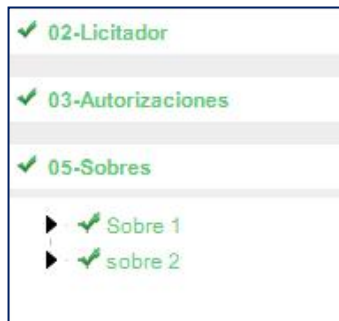 02-Licitador
03-Autorizaciones
05-Sobres
Sobre 1
sobre 2